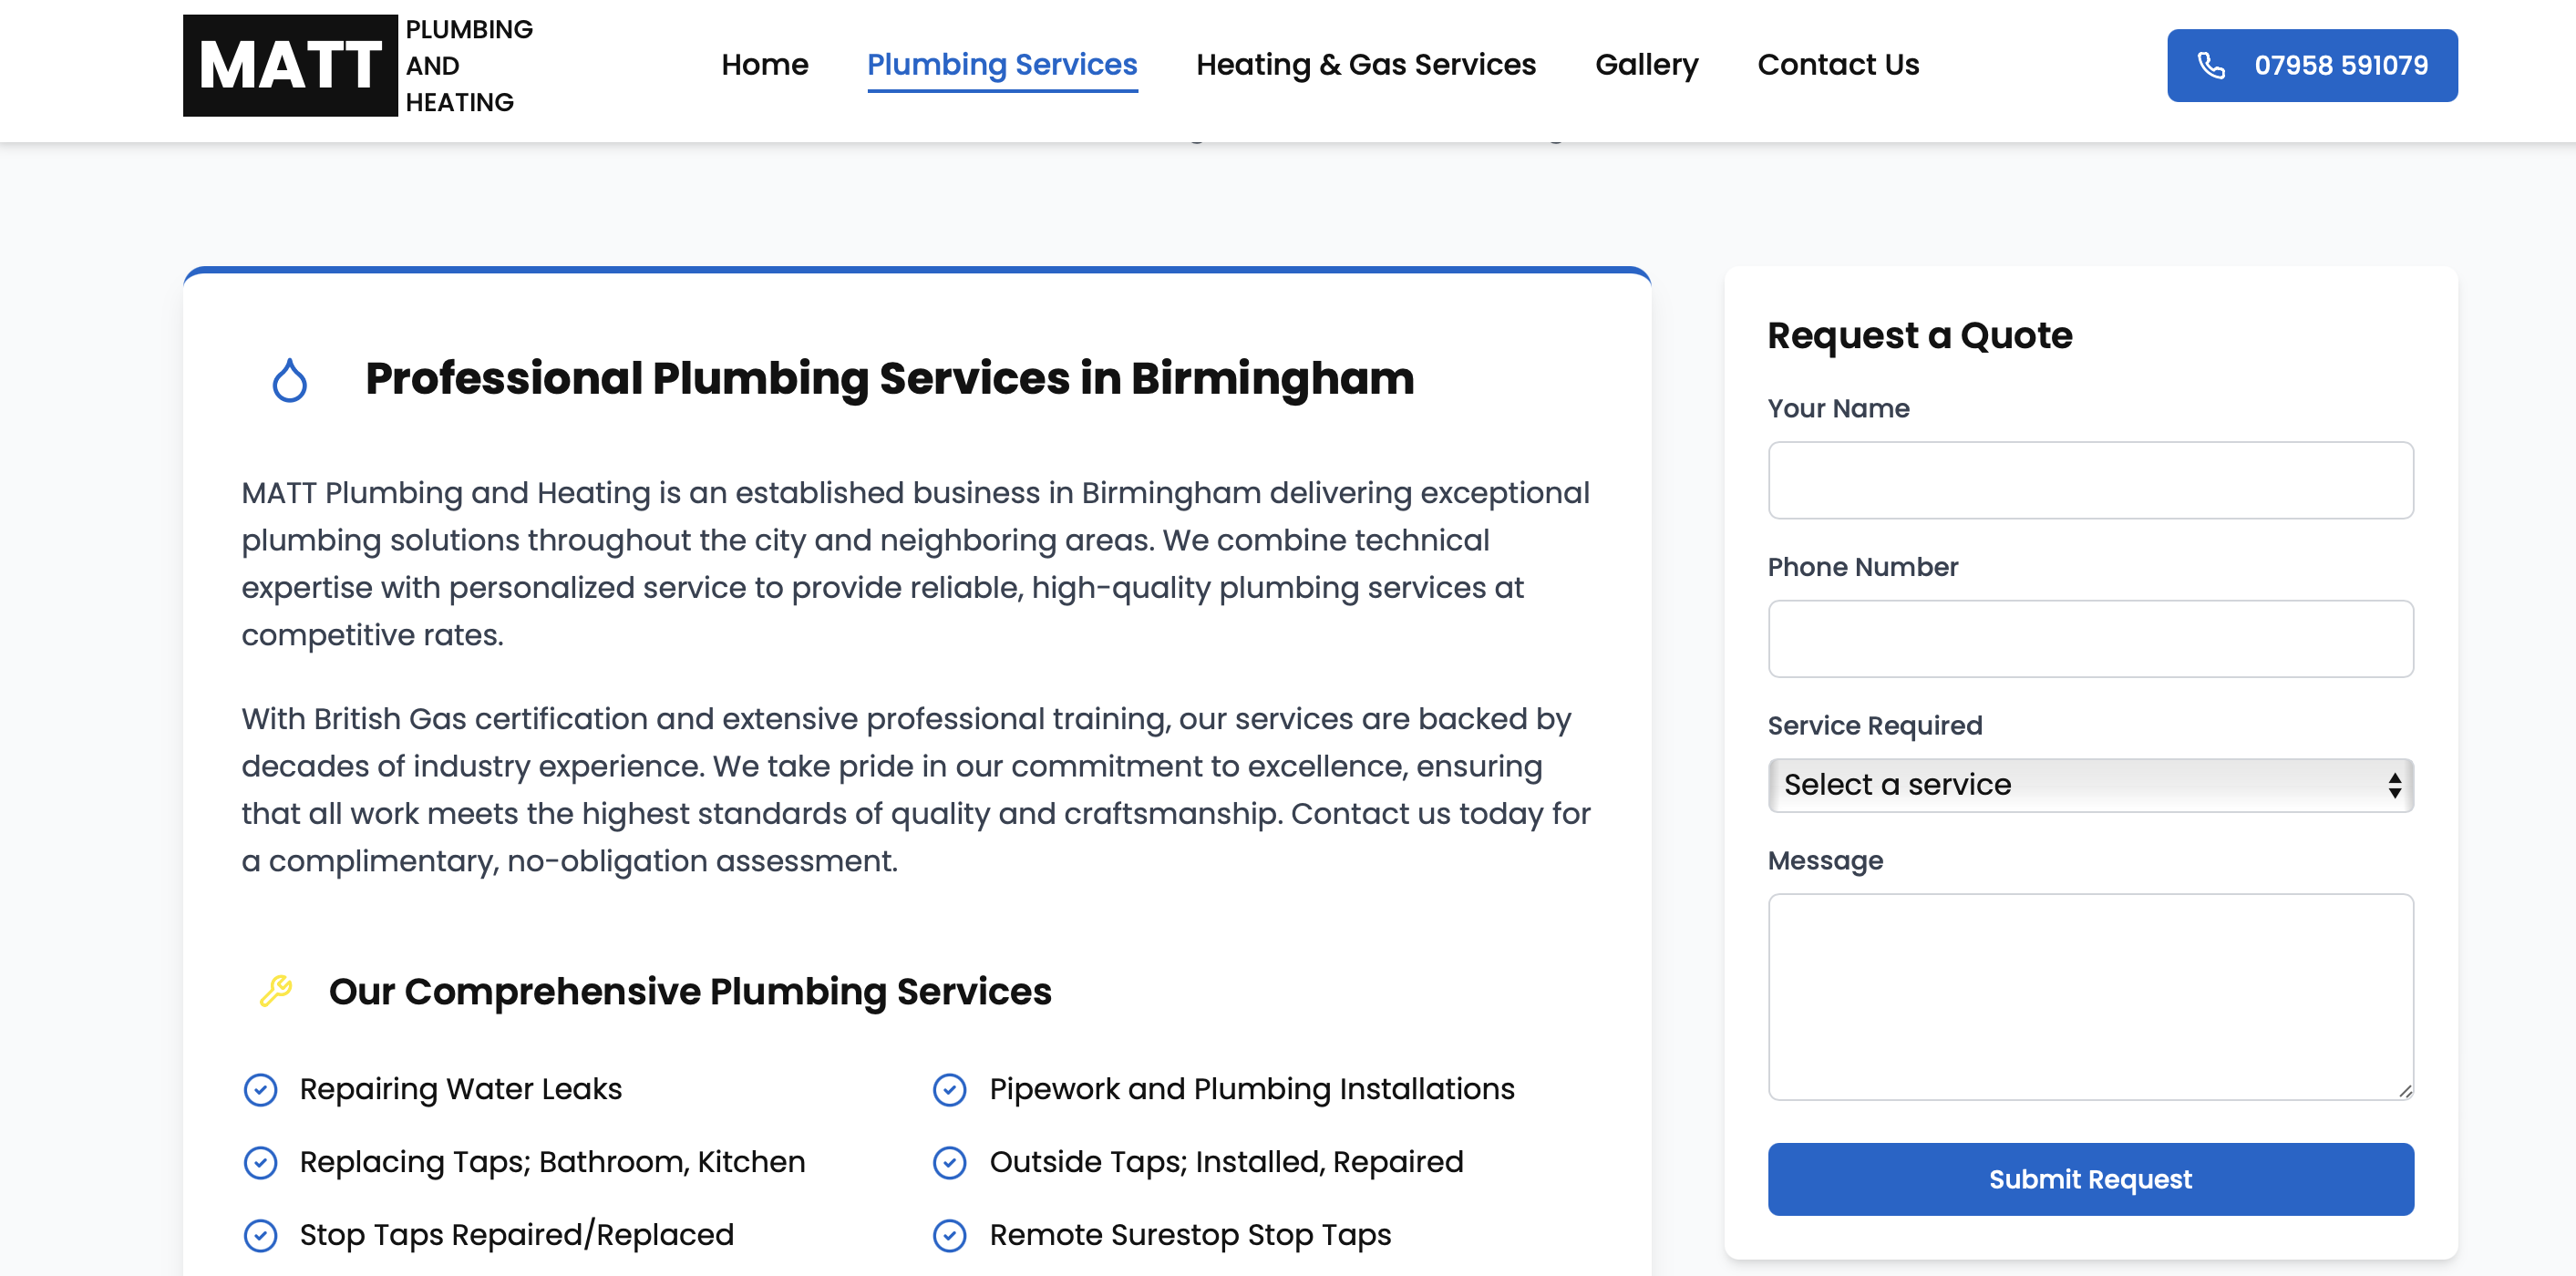 MATT
PLUMBING
AND
HEATING
Home
Plumbing Services
Heating & Gas Services
Gallery
Contact Us
07958 591079
Professional Plumbing Services in Birmingham
MATT Plumbing and Heating is an established business in Birmingham delivering exceptional
plumbing solutions throughout the city and neighboring areas. We combine technical
expertise with personalized service to provide reliable, high-quality plumbing services at
competitive rates.
With British Gas certification and extensive professional training, our services are backed by
decades of industry experience. We take pride in our commitment to excellence, ensuring
that all work meets the highest standards of quality and craftsmanship. Contact us today for
a complimentary, no-obligation assessment.
Our Comprehensive Plumbing Services
Repairing Water Leaks
Pipework and Plumbing Installations
Replacing Taps; Bathroom, Kitchen
Outside Taps; Installed, Repaired
Stop Taps Repaired/Replaced
Remote Surestop Stop Taps
Request a Quote
Your Name
Phone Number
Service Required
Select a service
Message
Submit Request